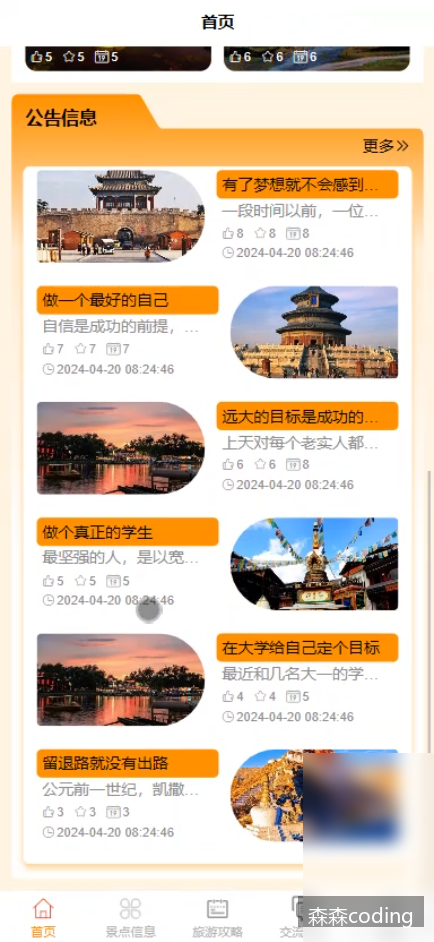 首页
5 5 5
6 6 6
公告信息
更多
有了梦想就不会感到...
一段时间以前，一位...
8 8 8
2024-04-20 08:24:46
做一个最好的自己
自信是成功的前提，...
7 7 7
2024-04-20 08:24:46
远大的目标是成功的...
上天对每个老实人都...
6 6 8
2024-04-20 08:24:46
做个真正的学生
最坚强的人，是以宽...
5 5 5
2024-04-20 08:24:46
在大学给自己定个目标
最近和几名大一的学...
4 4 5
2024-04-20 08:24:46
留退路就没有出路
公元前一世纪，凯撒...
3 3 3
2024-04-20 08:24:46
森森coding
首页 景点信息 旅游攻略 交流